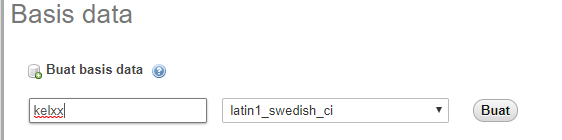 Basis data
Buat basis data
kelxx latin1_swedish_ci Buat